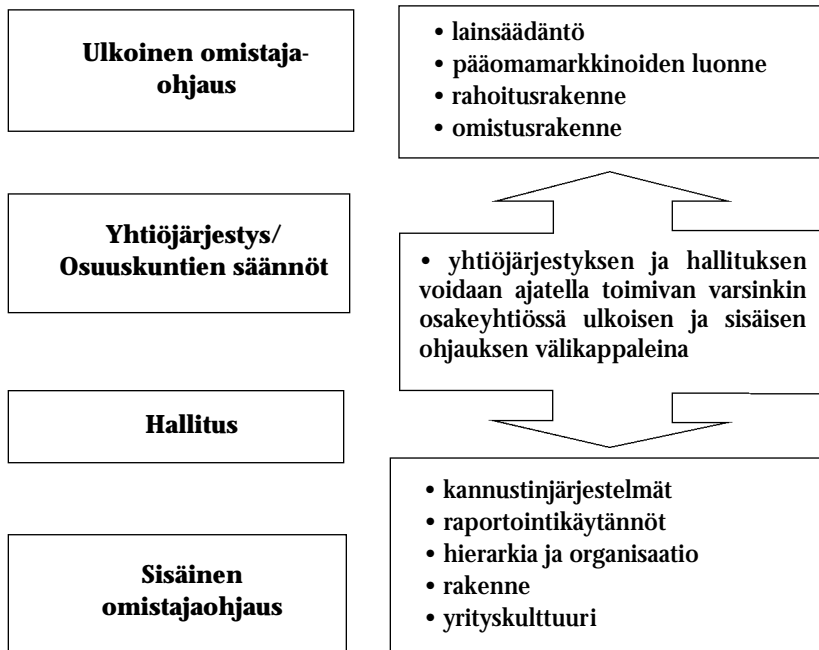 Ulkoinen omistaja-
ohjaus
• lainsäädäntö
• pääomamarkkinoiden luonne
• rahoitusrakenne
• omistusrakenne
Yhtiöjärjestys/
Osuuskuntien säännöt
• yhtiöjärjestyksen ja hallituksen
voidaan ajatella toimivan varsinkin
osakeyhtiössä ulkoisen ja sisäisen
ohjauksen välikappaleina
Hallitus
• kannustinjärjestelmät
• raportointikäytännöt
• hierarkia ja organisaatio
• rakenne
• yrityskulttuuri
Sisäinen
omistajaohjaus